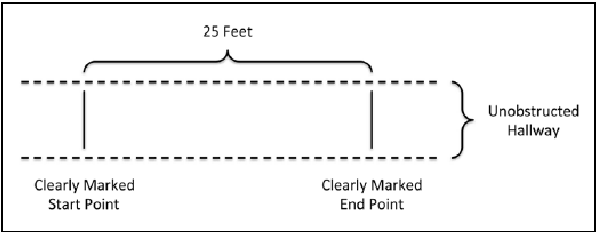 25 Feet
Unobstructed
Hallway
Clearly Marked
Start Point
Clearly Marked
End Point